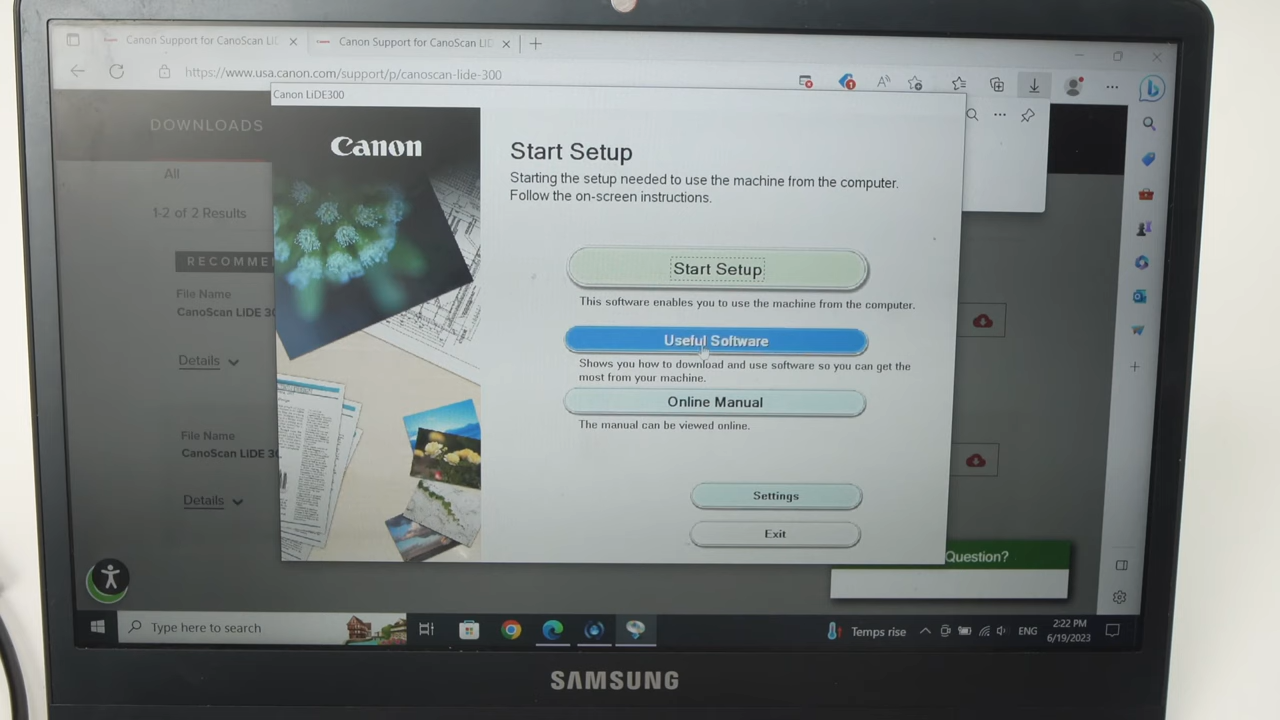 Canon Support for CanoScan LiD
Canon Support for CanoScan LiD
https://www.usa.canon.com/support/p/canoscan-lide-300
Canon LiDE300
DOWNLOADS
All
1-2 of 2 Results
RECOMME
File Name
CanoScan LiDE 30
Details
File Name
CanoScan LiDE 30
Details
Canon
Start Setup
Starting the setup needed to use the machine from the computer.
Follow the on-screen instructions.
Start Setup
This software enables you to use the machine from the computer.
Useful Software
Shows you how to download and use software so you can get the
most from your machine.
Online Manual
The manual can be viewed online.
Settings
Exit
Question?
Type here to search
Temps rise
ENG
2:22 PM
6/19/2023
SAMSUNG